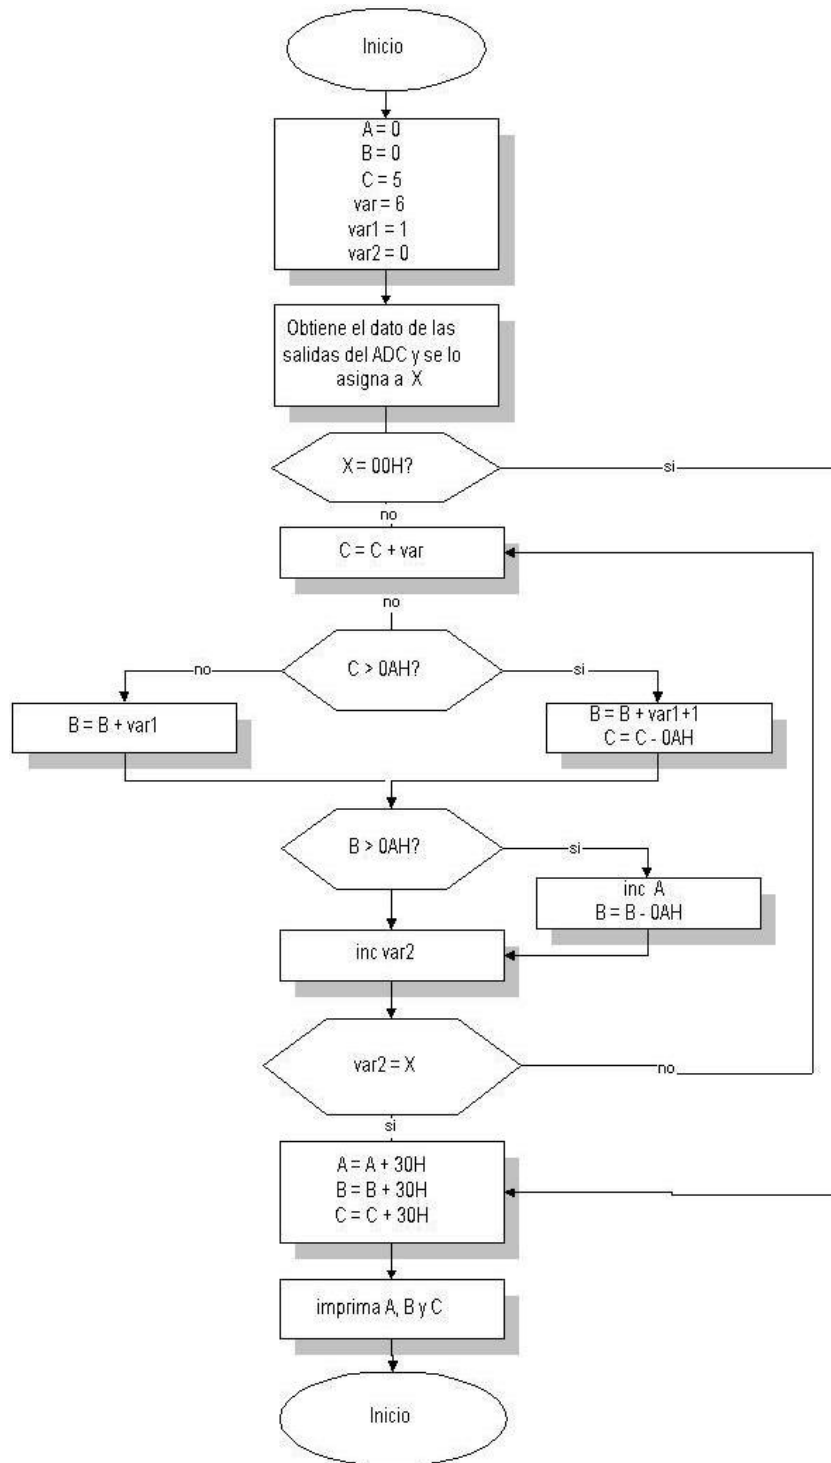 Inicio
A = 0
B = 0
C = 5
var = 6
var1 = 1
var2 = 0
Obtiene el dato de las
salidas del ADC y se lo
asigna a X
X = 00H?
si
no
C = C + var
no
C > 0AH?
no
si
B = B + var1
B = B + var1+1
C = C - 0AH
B > 0AH?
si
inc A
B = B - 0AH
inc var2
var2 = X
no
si
A = A + 30H
B = B + 30H
C = C + 30H
imprima A, B y C
Inicio